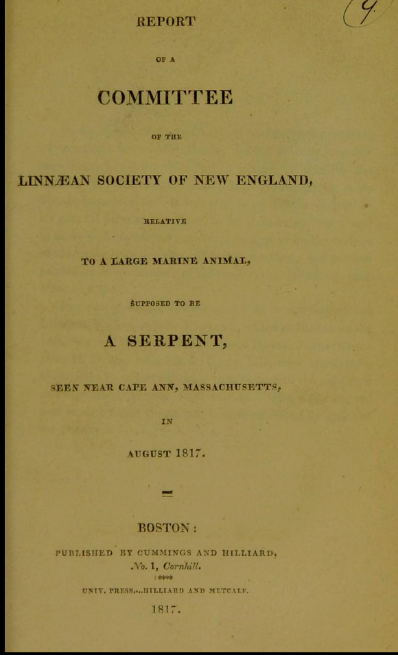 9.
REPORT
OF A
COMMITTEE
OF THE
LINNÆAN SOCIETY OF NEW ENGLAND,
RELATIVE
TO A LARGE MARINE ANIMAL,
SUPPOSED TO BE
A SERPENT,
SEEN NEAR CAPE ANN, MASSACHUSETTS,
IN
AUGUST 1817.
BOSTON:
PUBLISHED BY CUMMINGS AND HILLIARD,
No. 1, Cornhill.
UNIV. PRESS....HILLIARD AND METCALF.
1817.